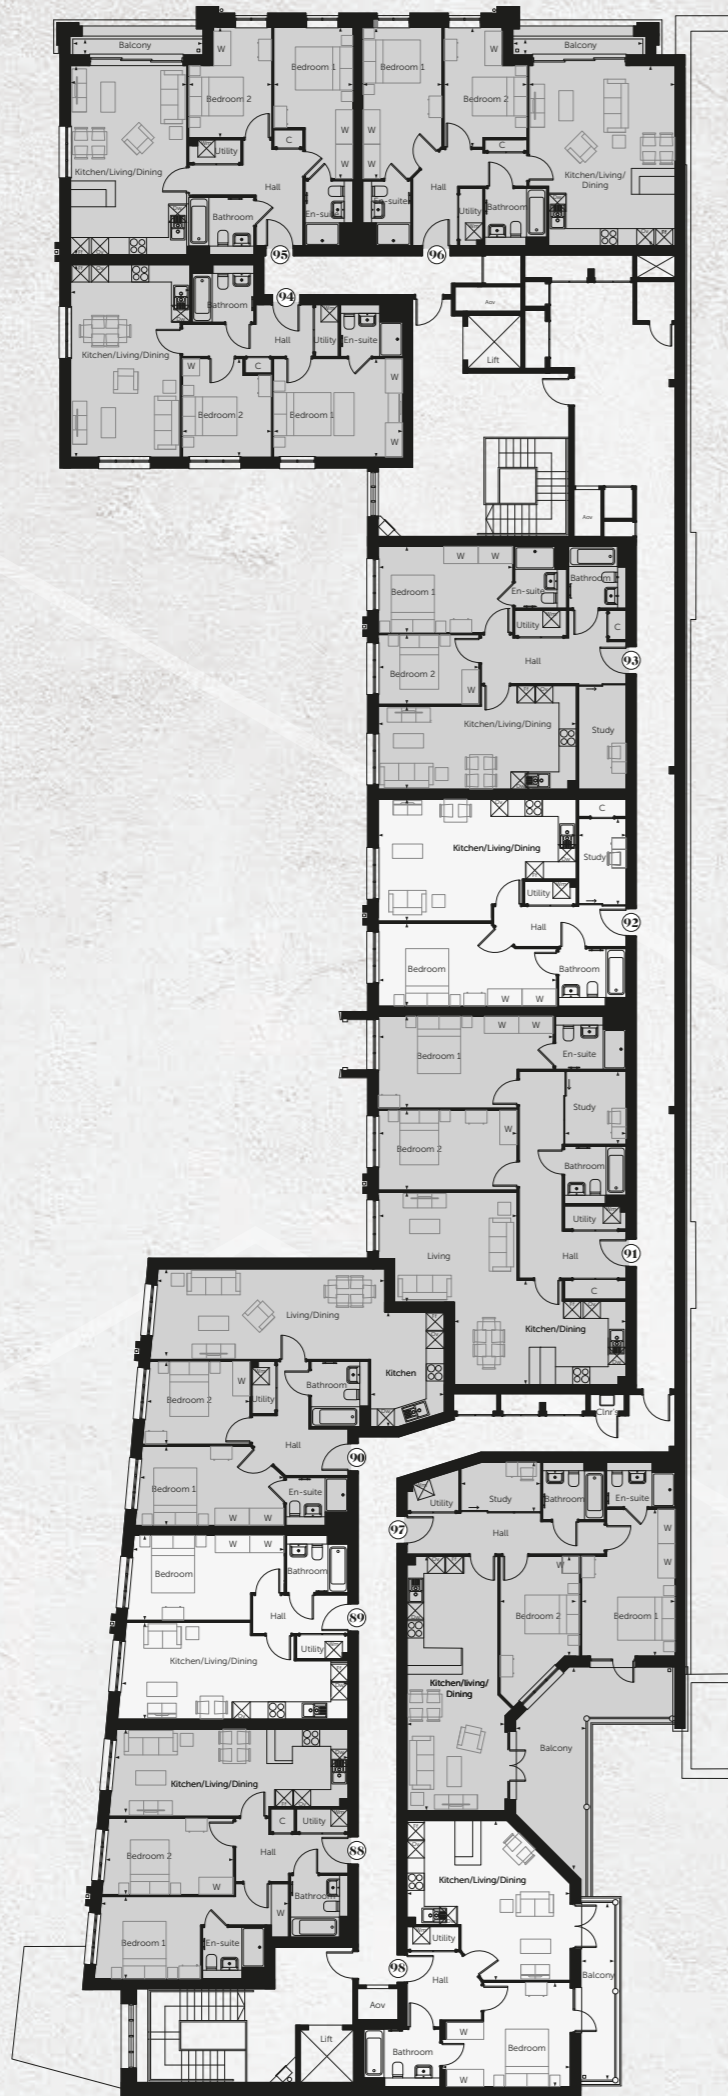 Balcony
Balcony
W
W
Bedroom 1
Bedroom 1
Bedroom 2
Bedroom 2
W
W
C
C
Utility
W
W
Kitchen/Living/Dining
Kitchen/Living/
Dining
Hall
Hall
En-suite
En-suite
Utility
Bathroom
Bathroom
95
96
94
Bathroom
Aov
Hall
Utility
En-suite
Kitchen/Living/Dining
Lift
W
C
W
Bedroom 2
Bedroom 1
W
Aov
W
W
Bedroom 1
En-suite
Bathroom
Utility
C
Hall
93
Bedroom 2
W
Kitchen/Living/Dining
Study
C
Kitchen/Living/Dining
Study
Utility
Hall
92
Bedroom
Bathroom
W
W
W
W
Bedroom 1
En-suite
Study
W
Bedroom 2
Bathroom
Utility
Living
Hall
91
C
Living/Dining
Kitchen/Dining
Kitchen
Bathroom
W
Bedroom 2
Utility
Clnr's
Hall
90
Bedroom 1
En-suite
W
W
Utility
Study
Bathroom
En-suite
97
Hall
W
W
W
W
W
Bedroom
Bathroom
Hall
89
Bedroom 2
Bedroom 1
Utility
Kitchen/Living/Dining
Kitchen/living/
Dining
Balcony
Kitchen/Living/Dining
C
Utility
Hall
88
Bedroom 2
W
Bathroom
W
Bedroom 1
En-suite
Kitchen/Living/Dining
Utility
98
Hall
Balcony
Aov
Lift
W
Bathroom
Bedroom
W